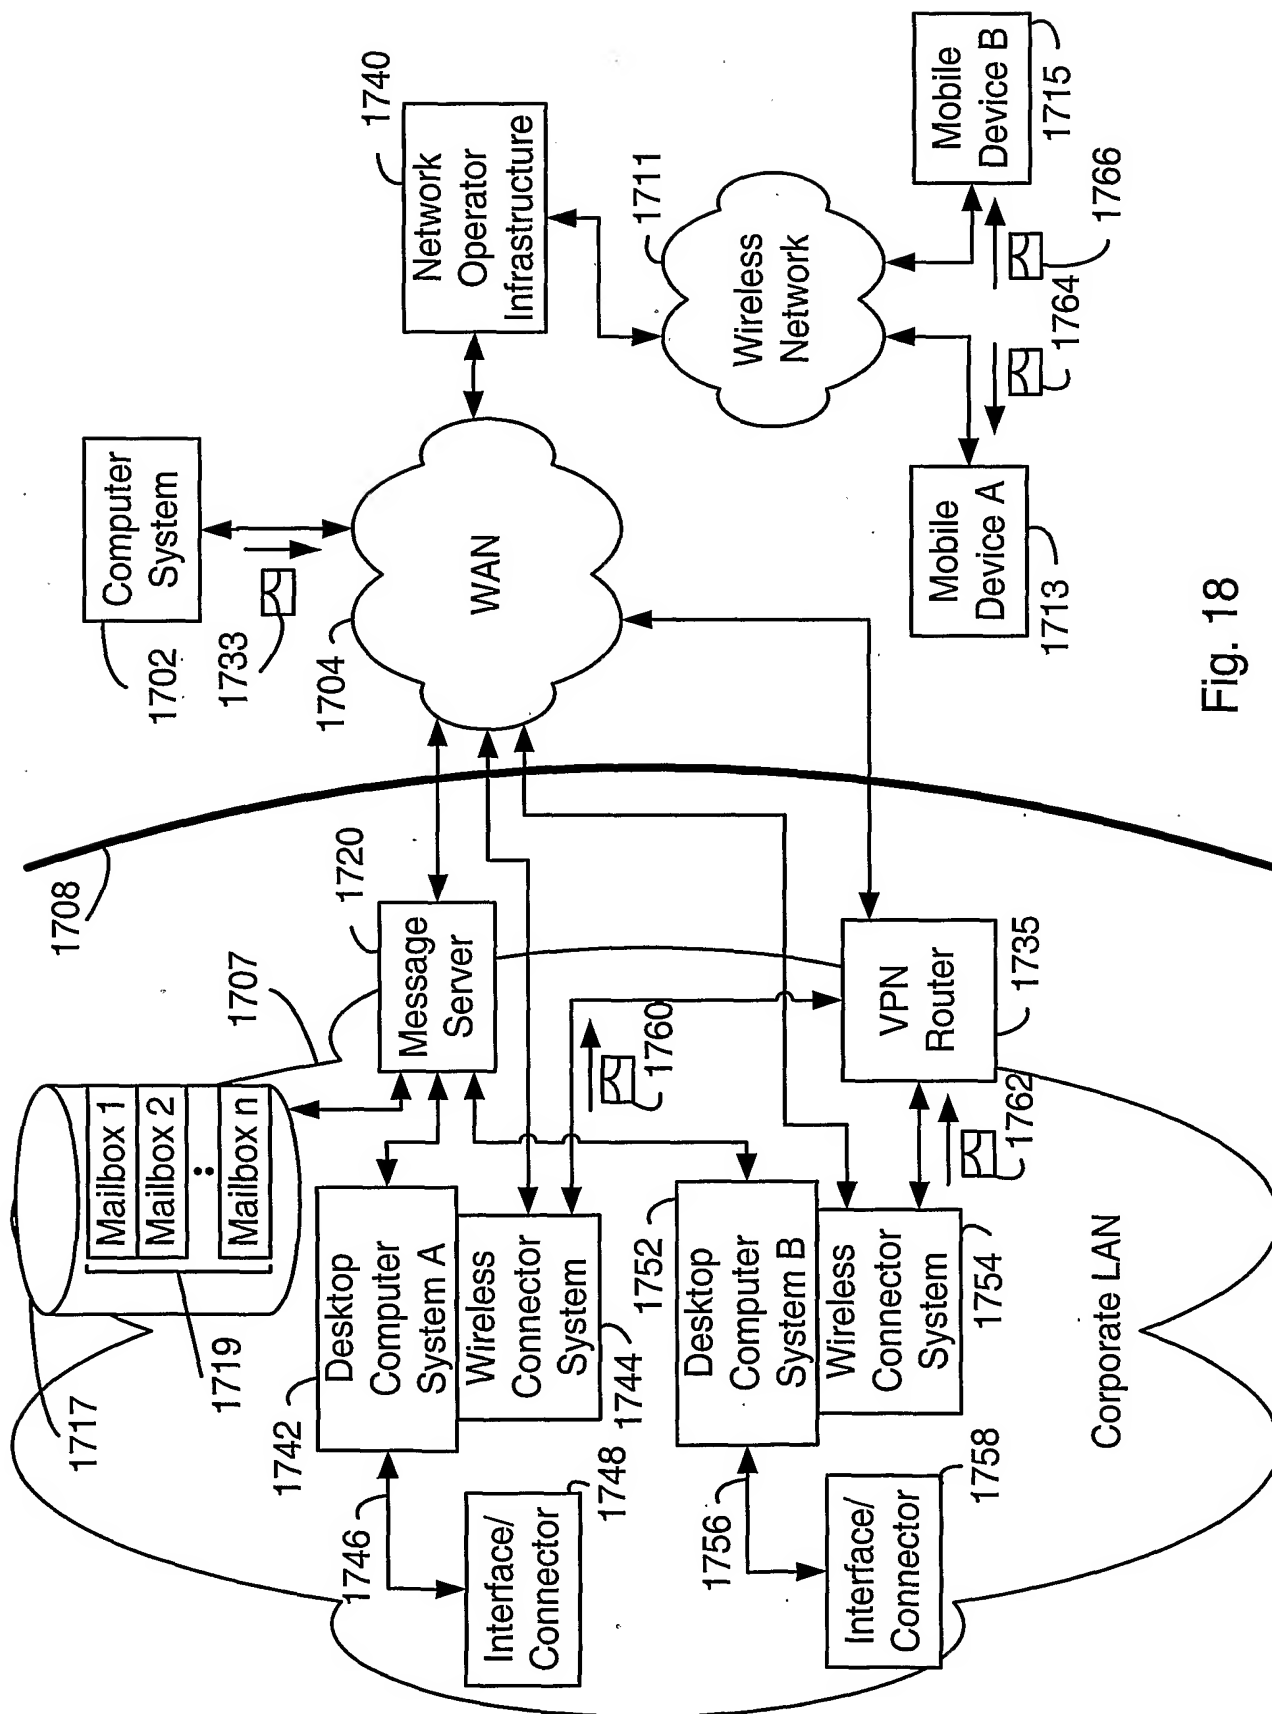 1717
1719
Mailbox 1
Mailbox 2
Mailbox n
1707
1708
1702
Computer
System
1733
1704
WAN
1740
Network
Operator
Infrastructure
1720
Message
Server
1742
Desktop
Computer
System A
Wireless
Connector
System
1744
1746
Interface/
Connector
1748
1760
1752
Desktop
Computer
System B
Wireless
Connector
System
1754
1756
Interface/
Connector
1758
1762
VPN
Router
1735
1711
Wireless
Network
Mobile
Device A
1713
1764
1766
Mobile
Device B
1715
Corporate LAN
Fig. 18